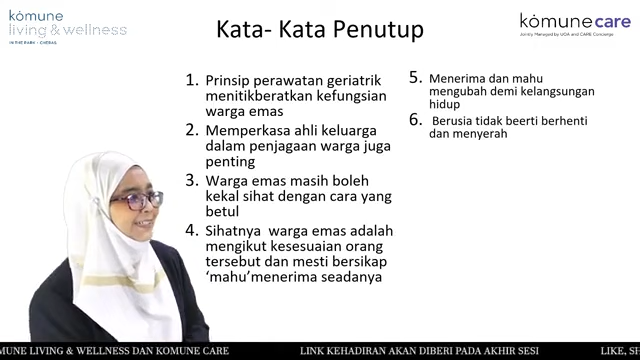 kòmune
living & wellness
IN THE PARK - CHERAS
Kata- Kata Penutup
kòmune care
Jointly Managed by UOA and CARE Concierge
1. Prinsip perawatan geriatrik
menitikberatkan kefungsian
warga emas
2. Memperkasa ahli keluarga
dalam penjagaan warga juga
penting
3. Warga emas masih boleh
kekal sihat dengan cara yang
betul
4. Sihatnya warga emas adalah
mengikut kesesuaian orang
tersebut dan mesti bersikap
‘mahu’menerima seadanya
5. Menerima dan mahu
mengubah demi kelangsungan
hidup
6. Berusia tidak beerti berhenti
dan menyerah
MUNE LIVING & WELLNESS DAN KOMUNE CARE LINK KEHADIRAN AKAN DIBERI PADA AKHIR SESI LIKE, SH